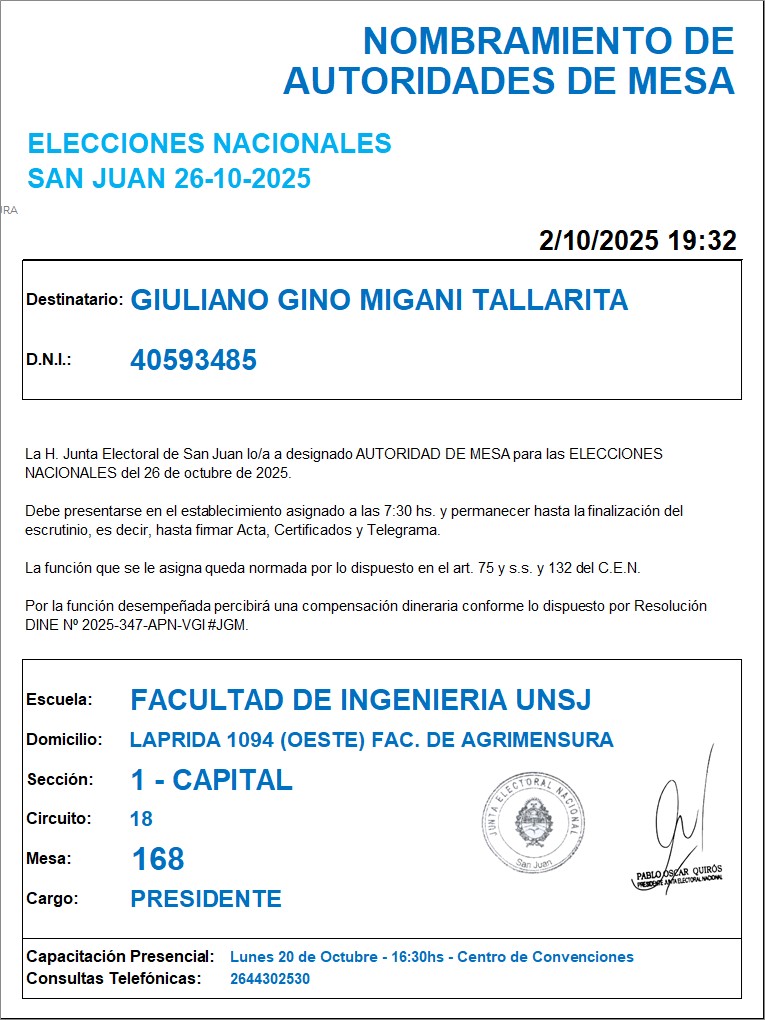 NOMBRAMIENTO DE
AUTORIDADES DE MESA
ELECCIONES NACIONALES
SAN JUAN 26-10-2025
URA
2/10/2025 19:32
Destinatario: GIULIANO GINO MIGANI TALLARITA
D.N.I.: 40593485
La H. Junta Electoral de San Juan lo/a a designado AUTORIDAD DE MESA para las ELECCIONES
NACIONALES del 26 de octubre de 2025.
Debe presentarse en el establecimiento asignado a las 7:30 hs. y permanecer hasta la finalización del
escrutinio, es decir, hasta firmar Acta, Certificados y Telegrama.
La función que se le asigna queda normada por lo dispuesto en el art. 75 y s.s. y 132 del C.E.N.
Por la función desempeñada percibirá una compensación dineraria conforme lo dispuesto por Resolución
DINE Nº 2025-347-APN-VGI#JGM.
Escuela: FACULTAD DE INGENIERIA UNSJ
Domicilio: LAPRIDA 1094 (OESTE) FAC. DE AGRIMENSURA
Sección: 1 - CAPITAL
Circuito: 18
Mesa: 168
Cargo: PRESIDENTE
JUNTA ELECTORAL NACIONAL
San Juan
PABLO OSCAR QUIRÓS
PRESIDENTE JUNTA ELECTORAL NACIONAL
Capacitación Presencial: Lunes 20 de Octubre - 16:30hs - Centro de Convenciones
Consultas Telefónicas: 2644302530